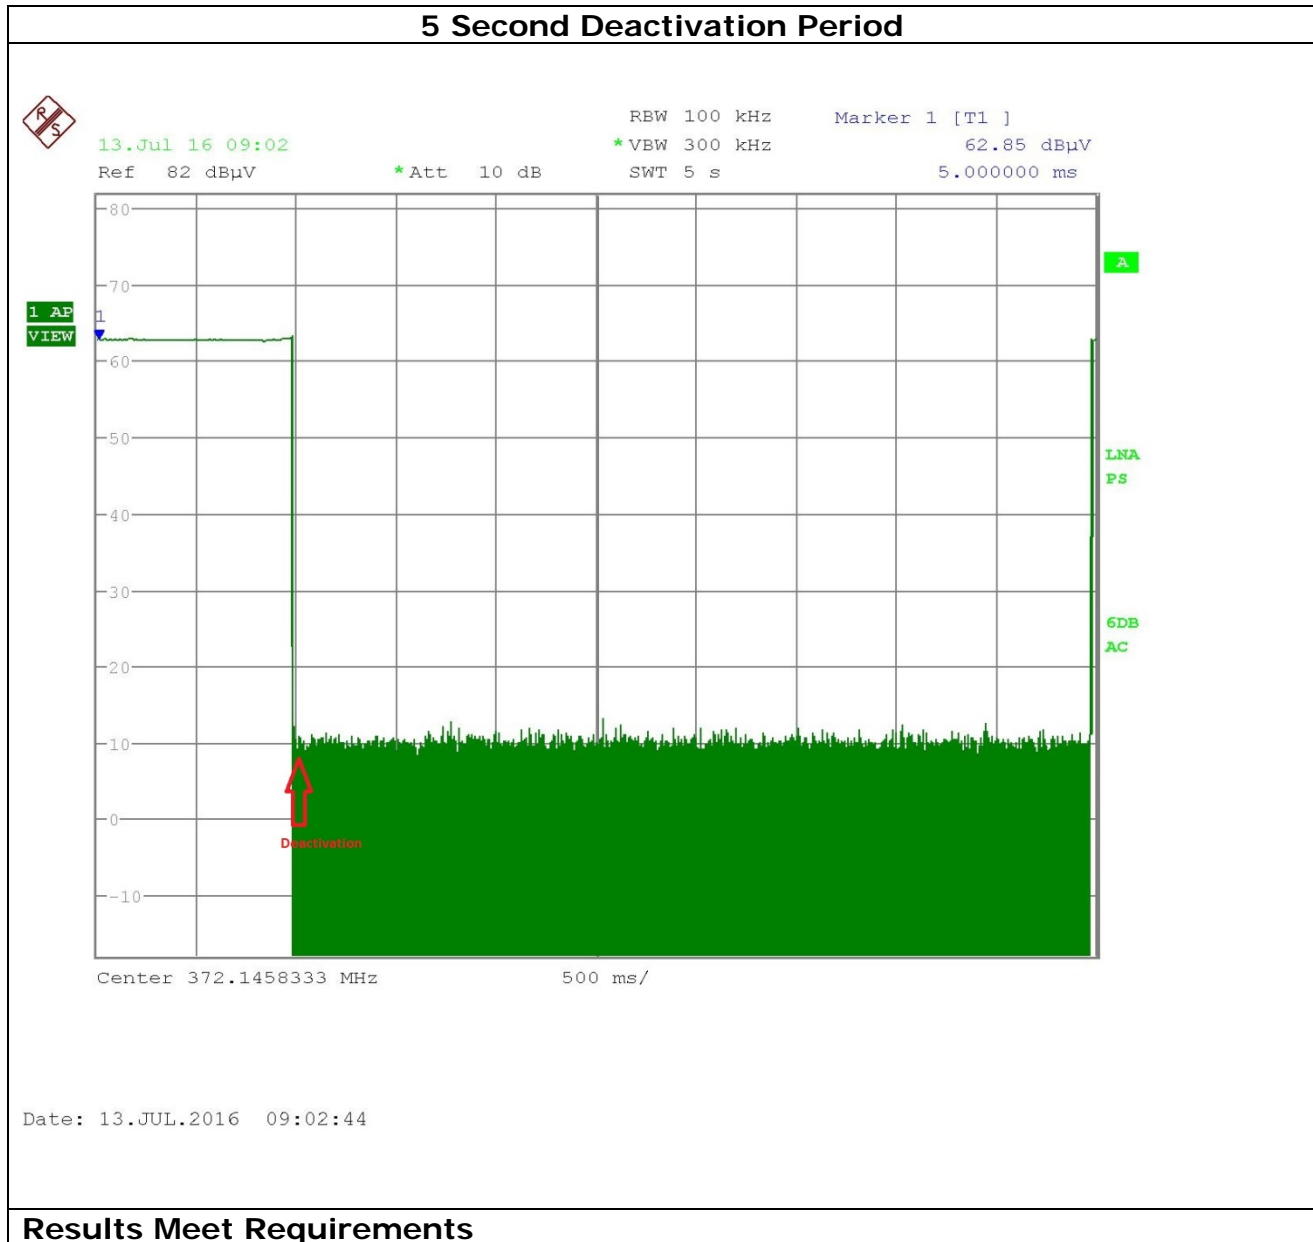 5 Second Deactivation Period
R S
RBW 100 kHz Marker 1 [T1 ]
13.Jul 16 09:02 *VBW 300 kHz 62.85 dBµV
Ref 82 dBµV *Att 10 dB SWT 5 s 5.000000 ms
80
A
70
1 AP
VIEW
1
60
50
LNA
PS
40
30
6DB
AC
20
10
0
Deactivation
-10
Center 372.1458333 MHz 500 ms/
Date: 13.JUL.2016 09:02:44
Results Meet Requirements